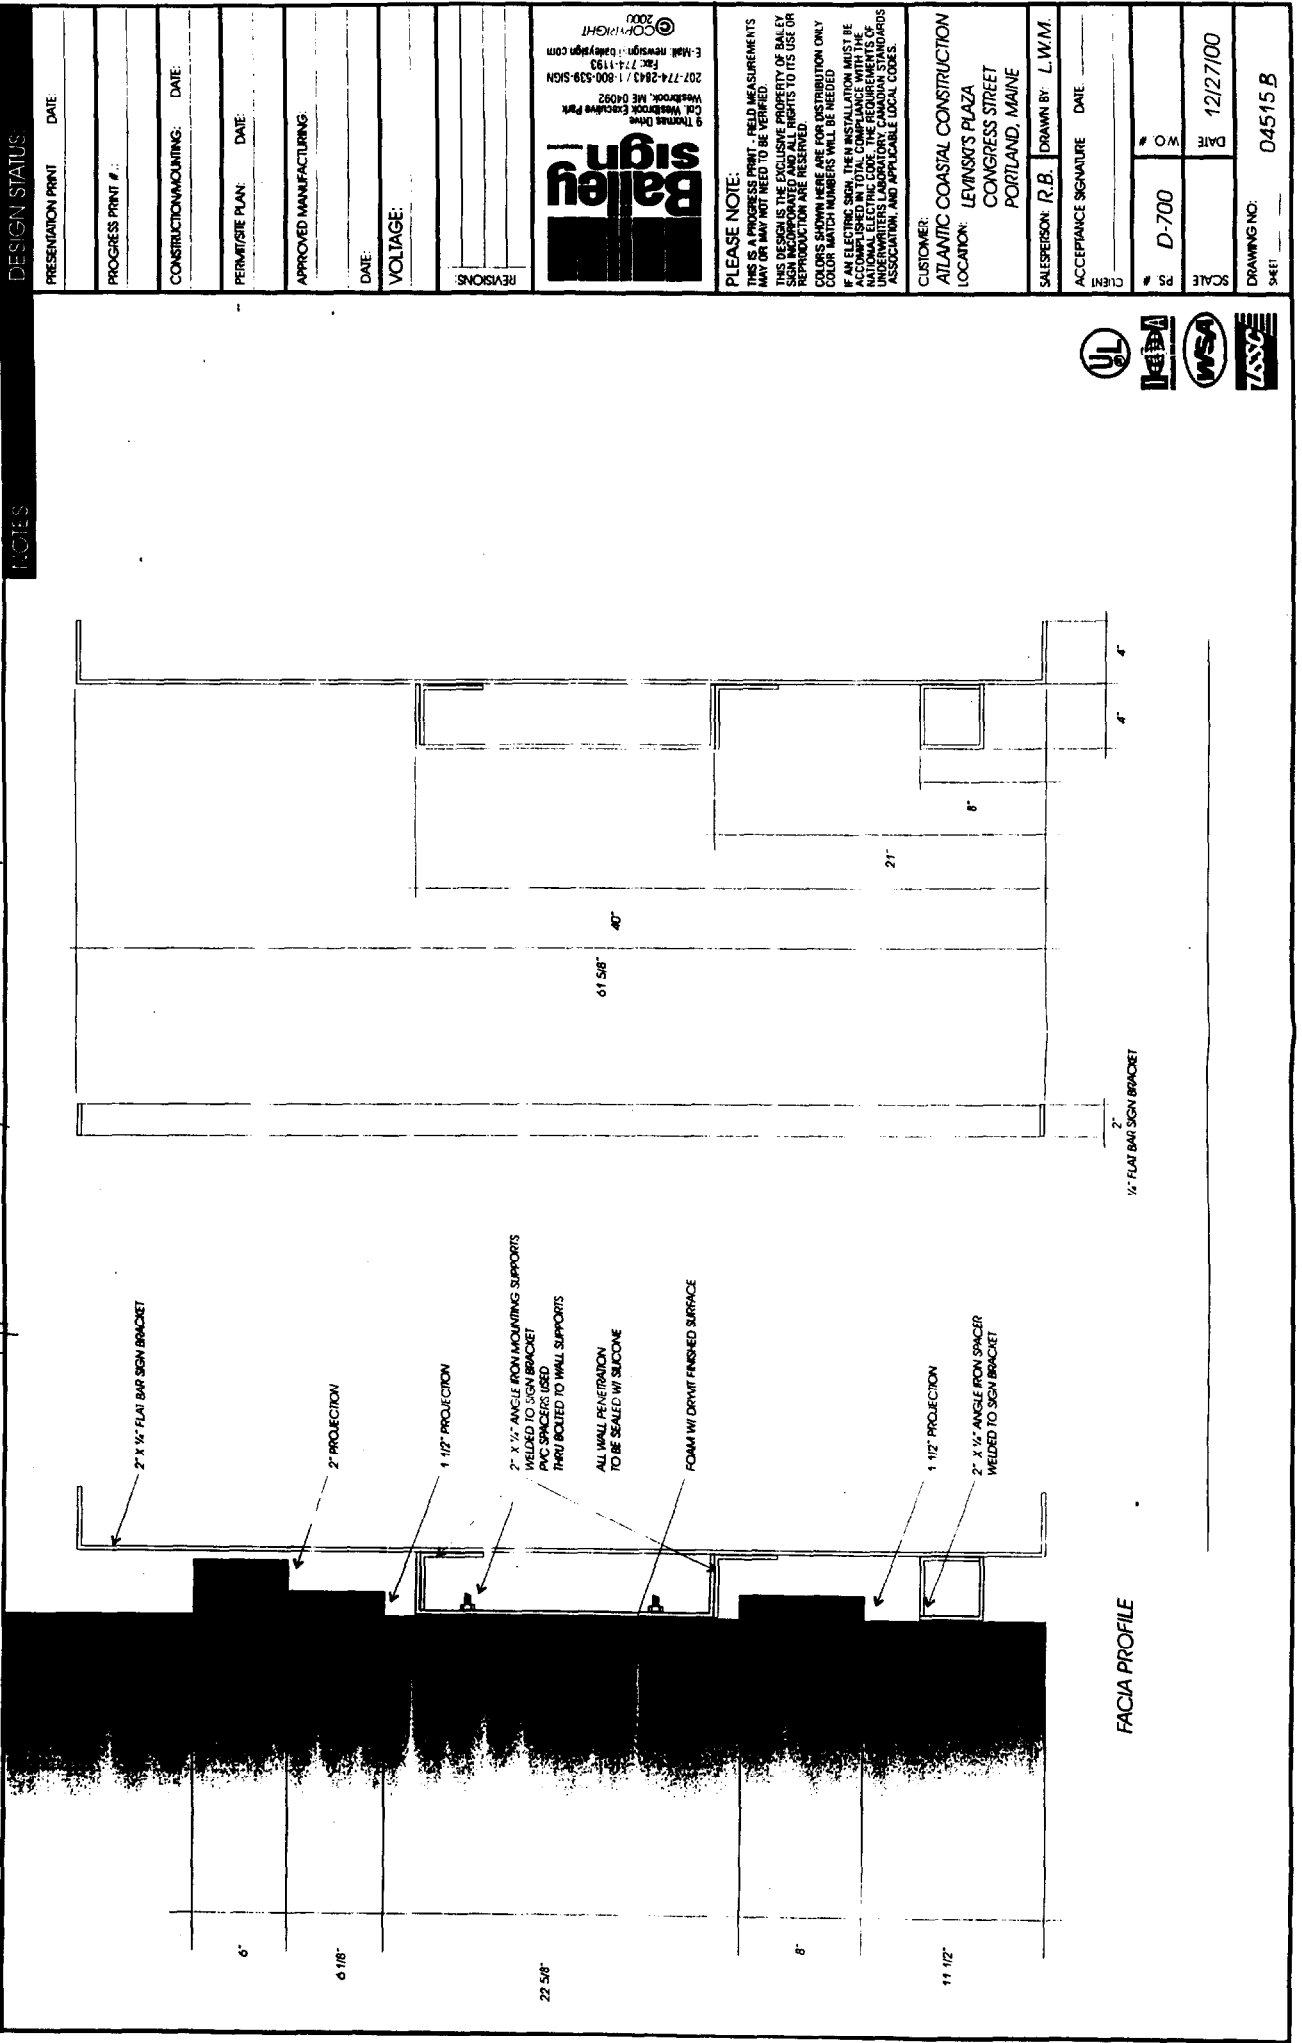 DESIGN STATUS:
PRESENTATION PRINT DATE:
PROGRESS PRINT #:
CONSTRUCTION/MOUNTING: DATE:
PERMIT/SITE PLAN: DATE:
APPROVED MANUFACTURING:
DATE:
VOLTAGE:
REVISIONS:
Bailey
sign
9 Thomas Drive
Col. Westbrook Executive Park
Westbrook, ME 04092
207-774-2843 / 1-800-539-SIGN
Fax: 774-1193
E-Mail: newsign baileysign com
© COPYRIGHT
2000
PLEASE NOTE:
THIS IS A PROGRESS PRINT - FIELD MEASUREMENTS
MAY OR MAY NOT NEED TO BE VERIFIED.
THIS DESIGN IS THE EXCLUSIVE PROPERTY OF BAILEY
SIGN INCORPORATED AND ALL RIGHTS TO ITS USE OR
REPRODUCTION ARE RESERVED.
COLORS SHOWN HERE ARE FOR DISTRIBUTION ONLY
COLOR MATCH NUMBERS WILL BE NEEDED
IF AN ELECTRIC SIGN, THEN INSTALLATION MUST BE
ACCOMPLISHED IN TOTAL COMPLIANCE WITH THE
NATIONAL ELECTRIC CODE, THE REQUIREMENTS OF
UNDERWRITERS LABORATORY, CANADIAN STANDARDS
ASSOCIATION, AND APPLICABLE LOCAL CODES.
CUSTOMER:
ATLANTIC COASTAL CONSTRUCTION
LOCATION: LEVINSKI'S PLAZA
CONGRESS STREET
PORTLAND, MAINE
SALESPERSON: R.B. DRAWN BY: L.W.M.
ACCEPTANCE SIGNATURE DATE
CLIENT
PS # D-700 W.O. #
SCALE DATE 12/27/00
DRAWING NO: 04515 B
SHEET
UL
WSA
NOTES
4"
4"
8"
21"
40"
61 5/8"
2"
¼" FLAT BAR SIGN BRACKET
2" X ¼" FLAT BAR SIGN BRACKET
2" PROJECTION
1 1/2" PROJECTION
2" X ¼" ANGLE IRON MOUNTING SUPPORTS
WELDED TO SIGN BRACKET
PVC SPACERS USED
THRU BOLTED TO WALL SUPPORTS
ALL WALL PENETRATION
TO BE SEALED W/ SILICONE
FOAM W/ DRYVIT FINISHED SURFACE
1 1/2" PROJECTION
2" X ¼" ANGLE IRON SPACER
WELDED TO SIGN BRACKET
FACIA PROFILE
6"
6 1/8"
22 5/8"
8"
11 1/2"